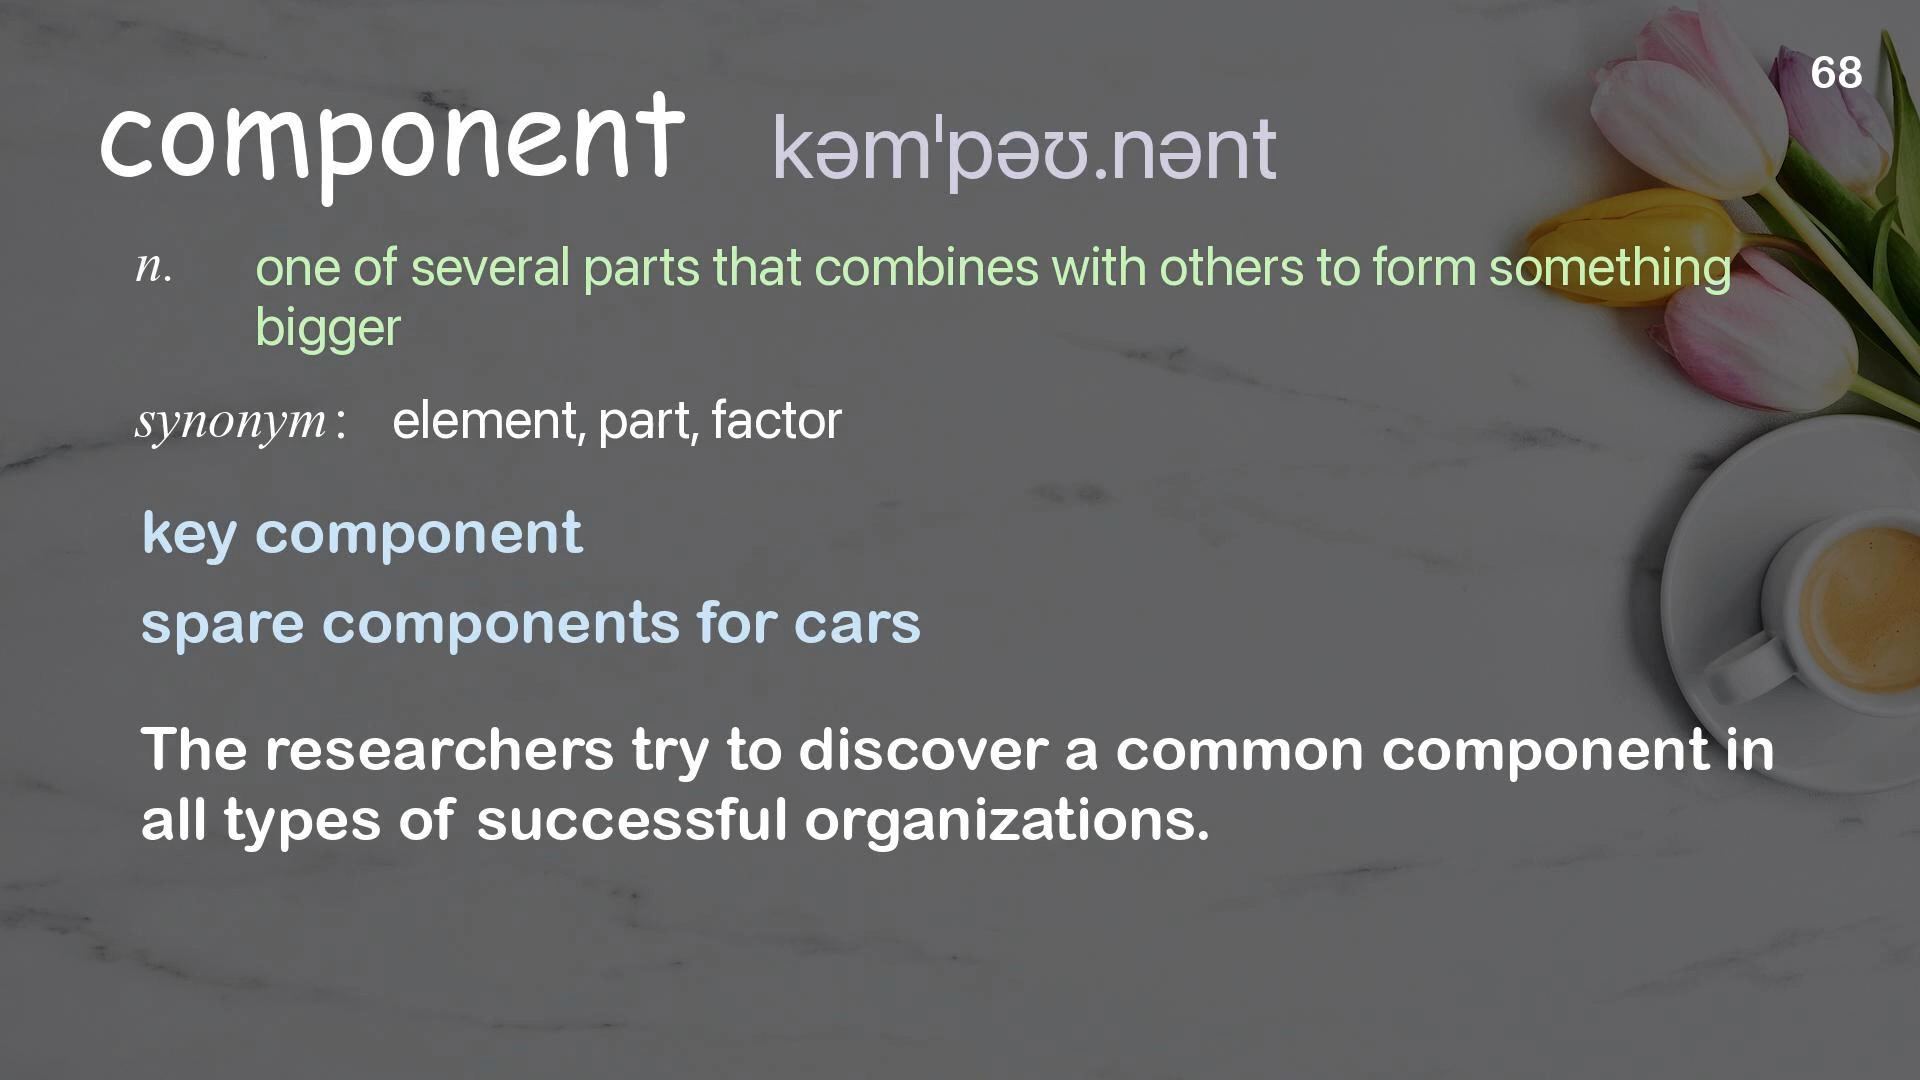 68
component kəmˈpəʊ.nənt
n. one of several parts that combines with others to form something
bigger
synonym: element, part, factor
key component
spare components for cars
The researchers try to discover a common component in
all types of successful organizations.